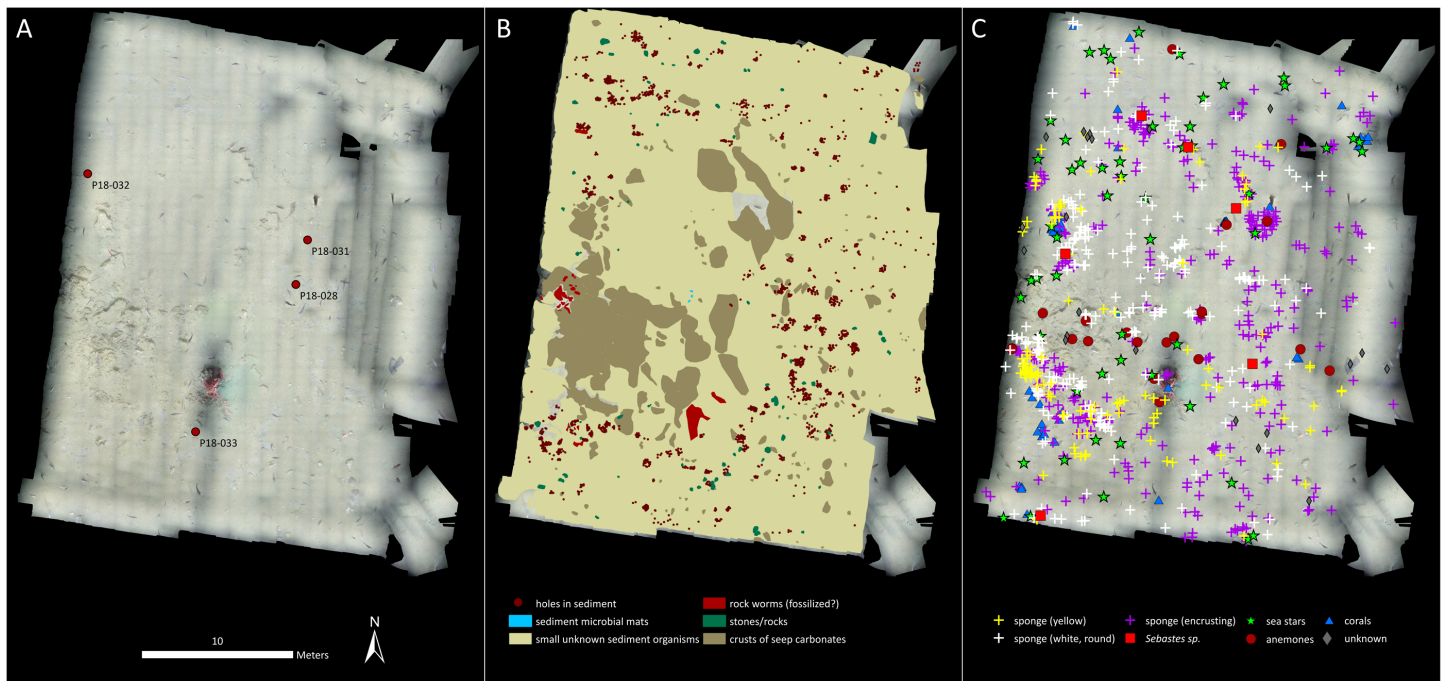 A
B
C
P18-032
P18-031
P18-028
P18-033
10
Meters
N
holes in sediment
rock worms (fossilized?)
sediment microbial mats
stones/rocks
small unknown sediment organisms
crusts of seep carbonates
sponge (yellow)
sponge (encrusting)
sea stars
corals
sponge (white, round)
Sebastes sp.
anemones
unknown